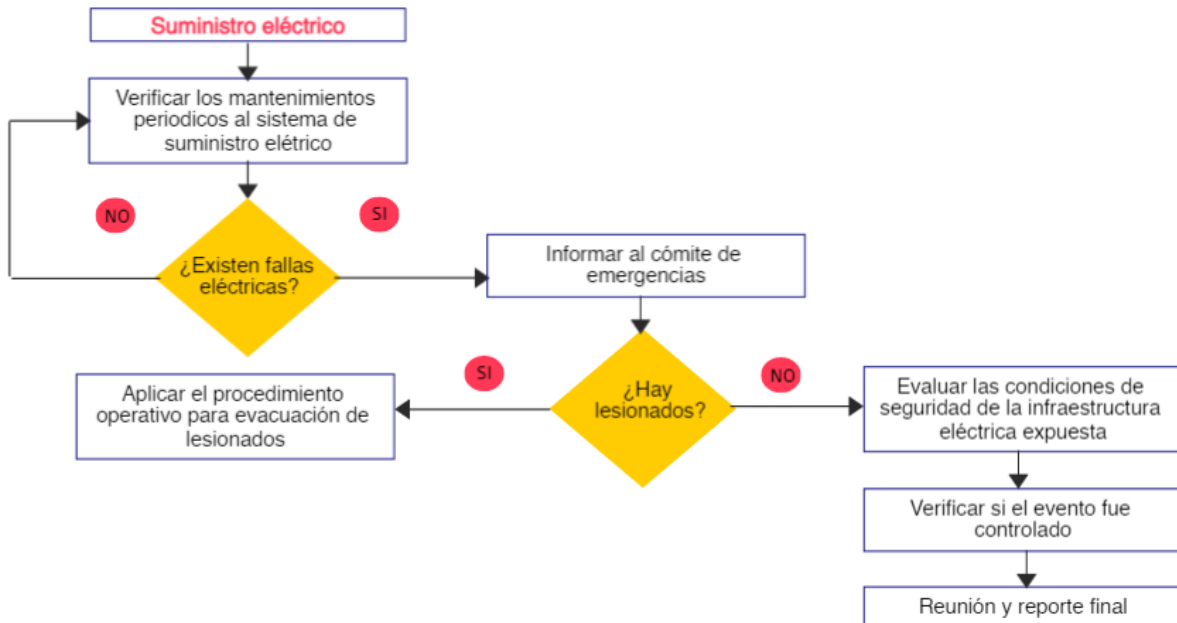 Suministro eléctrico
Verificar los mantenimientos
periodicos al sistema de
suministro elétrico
NO
SI
¿Existen fallas
eléctricas?
Informar al cómite de
emergencias
SI
NO
¿Hay
lesionados?
Aplicar el procedimiento
operativo para evacuación de
lesionados
Evaluar las condiciones de
seguridad de la infraestructura
eléctrica expuesta
Verificar si el evento fue
controlado
Reunión y reporte final